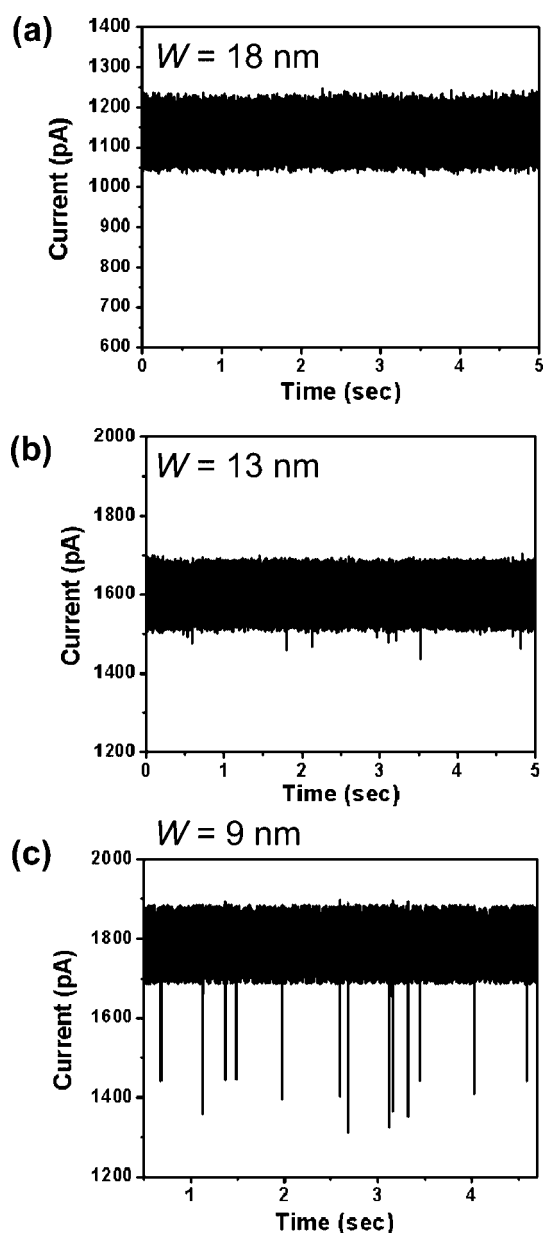 (a)
W = 18 nm
1400
1300
1200
1100
1000
900
800
700
600
Current (pA)
0 1 2 3 4 5
Time (sec)
(b)
W = 13 nm
2000
1800
1600
1400
1200
Current (pA)
0 1 2 3 4 5
Time (sec)
(c)
W = 9 nm
2000
1800
1600
1400
1200
Current (pA)
1 2 3 4
Time (sec)